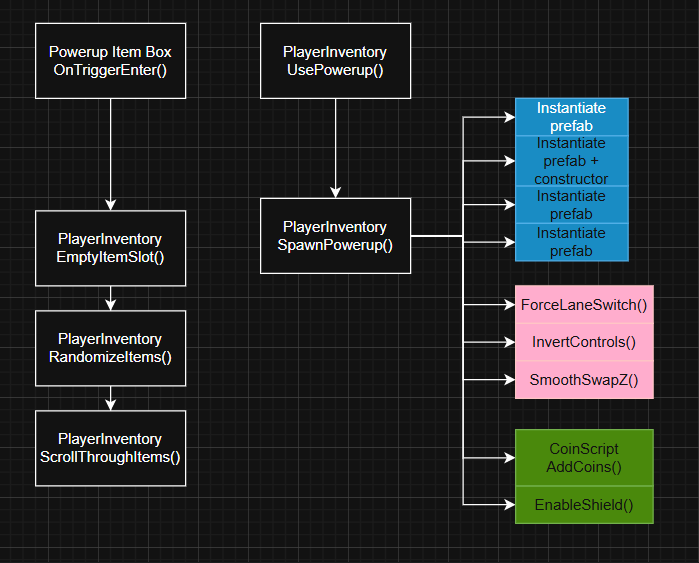 Powerup Item Box
OnTriggerEnter()
PlayerInventory
EmptyItemSlot()
PlayerInventory
RandomizeItems()
PlayerInventory
ScrollThroughItems()
PlayerInventory
UsePowerup()
PlayerInventory
SpawnPowerup()
Instantiate
prefab
Instantiate
prefab +
constructor
Instantiate
prefab
Instantiate
prefab
ForceLaneSwitch()
InvertControls()
SmoothSwapZ()
CoinScript
AddCoins()
EnableShield()